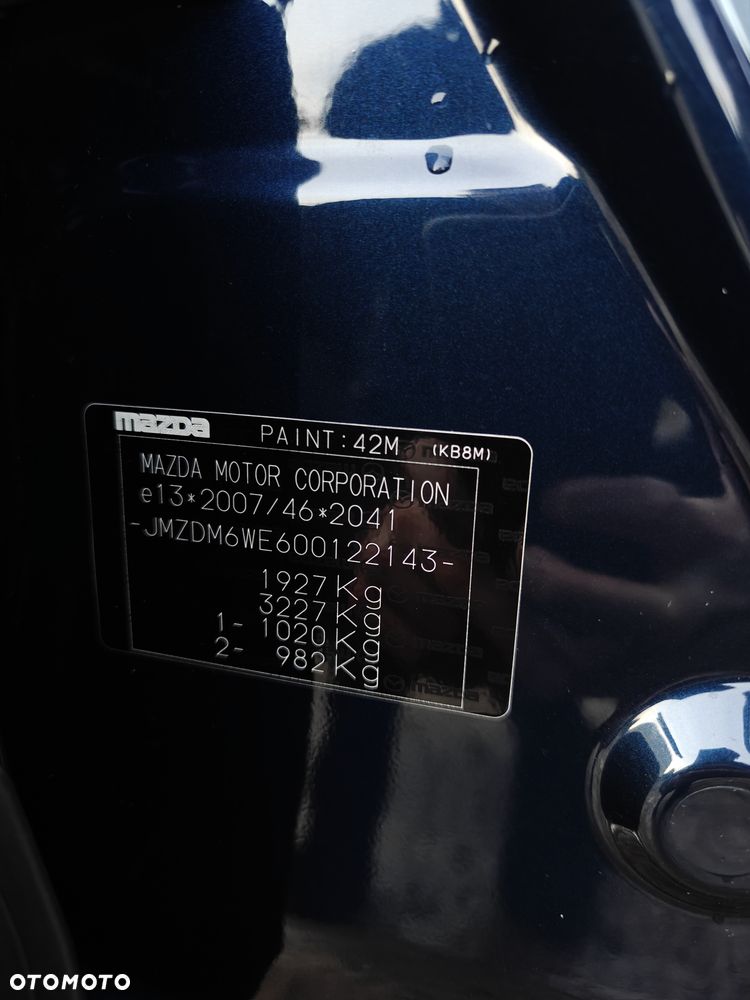 mazda PAINT:42M (KB8M)
MAZDA MOTOR CORPORATION
e13*2007/46*2041
-JMZDM6WE600122143-
1927Kg
3227Kg
1- 1020Kg
2- 982Kg
mazda
OTOMOTO